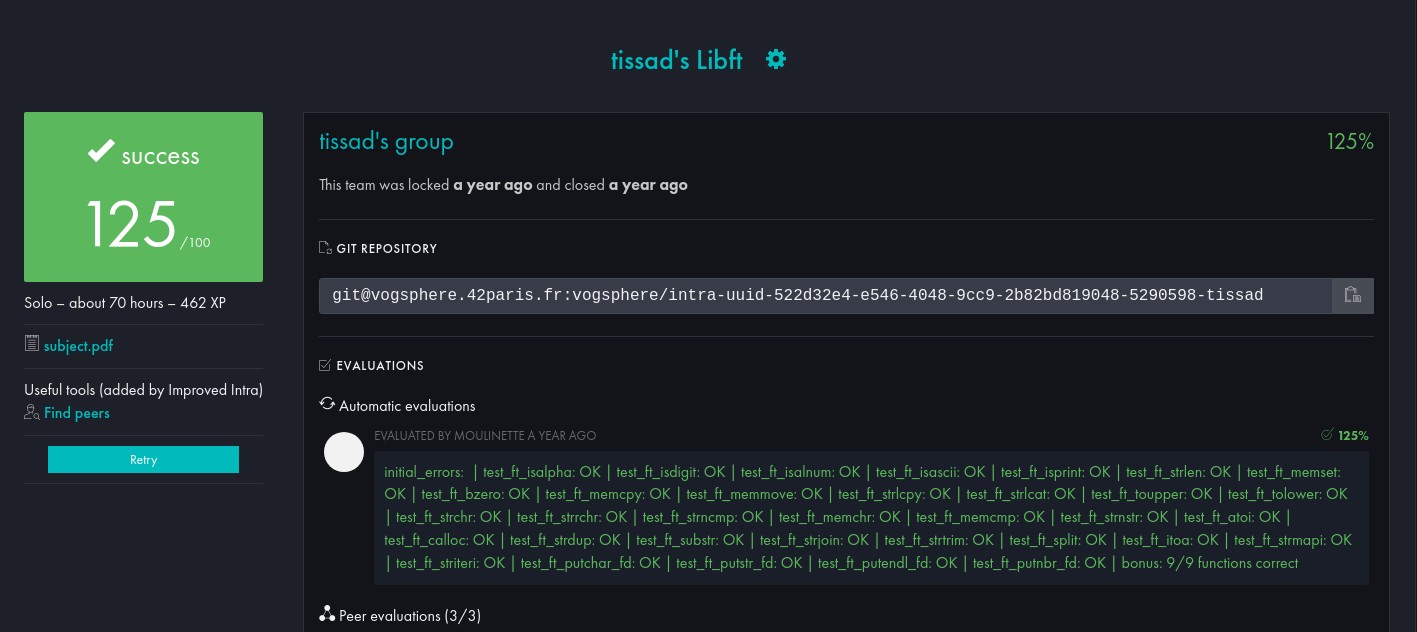 tissad's Libft
success
125 /100
Solo – about 70 hours – 462 XP
subject.pdf
Useful tools (added by Improved Intra)
Find peers
Retry
tissad's group
125%
This team was locked a year ago and closed a year ago
GIT REPOSITORY
git@vogsphere.42paris.fr:vogsphere/intra-uuid-522d32e4-e546-4048-9cc9-2b82bd819048-5290598-tissad
EVALUATIONS
Automatic evaluations
EVALUATED BY MOULINETTE A YEAR AGO
125%
initial_errors: | test_ft_isalpha: OK | test_ft_isdigit: OK | test_ft_isalnum: OK | test_ft_isascii: OK | test_ft_isprint: OK | test_ft_strlen: OK | test_ft_memset:
OK | test_ft_bzero: OK | test_ft_memcpy: OK | test_ft_memmove: OK | test_ft_strlcpy: OK | test_ft_strlcat: OK | test_ft_toupper: OK | test_ft_tolower: OK
| test_ft_strchr: OK | test_ft_strrchr: OK | test_ft_strncmp: OK | test_ft_memchr: OK | test_ft_memcmp: OK | test_ft_strnstr: OK | test_ft_atoi: OK |
test_ft_calloc: OK | test_ft_strdup: OK | test_ft_substr: OK | test_ft_strjoin: OK | test_ft_strtrim: OK | test_ft_split: OK | test_ft_itoa: OK | test_ft_strmapi: OK
| test_ft_striteri: OK | test_ft_putchar_fd: OK | test_ft_putstr_fd: OK | test_ft_putendl_fd: OK | test_ft_putnbr_fd: OK | bonus: 9/9 functions correct
Peer evaluations (3/3)